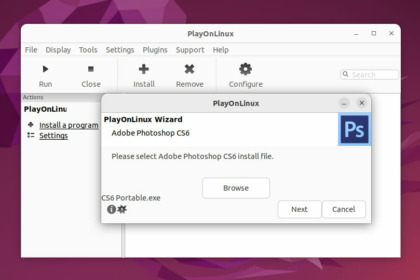 PlayOnLinux
File Display Tools Settings Plugins Support Help
Run Close Install Remove Configure
Search
Actions
PlayOnLinu
Install a program
Settings
PlayOnLinux
PlayOnLinux Wizard
Adobe Photoshop CS6
Ps
Please select Adobe Photoshop CS6 install file.
Browse
CS6 Portable.exe
Next Cancel